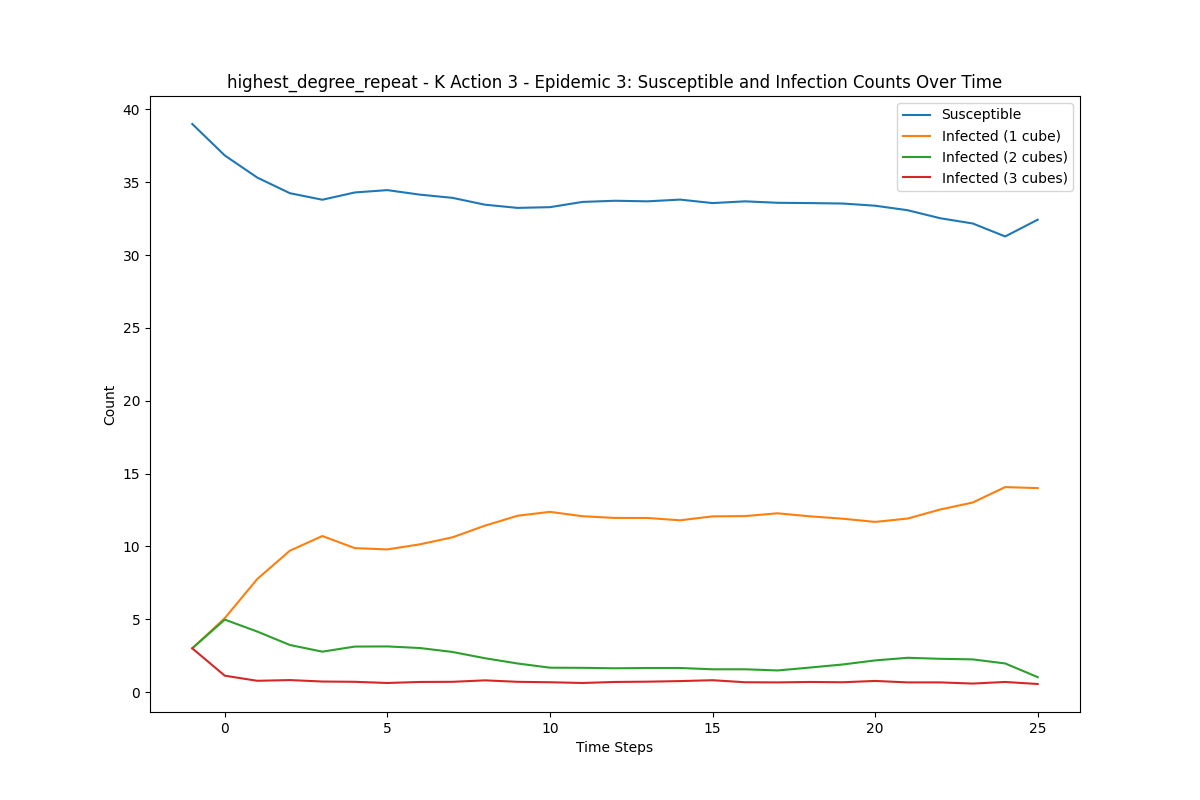 highest_degree_repeat - K Action 3 - Epidemic 3: Susceptible and Infection Counts Over Time
Susceptible
Infected (1 cube)
Infected (2 cubes)
Infected (3 cubes)
Count
40
35
30
25
20
15
10
5
0
0 5 10 15 20 25
Time Steps